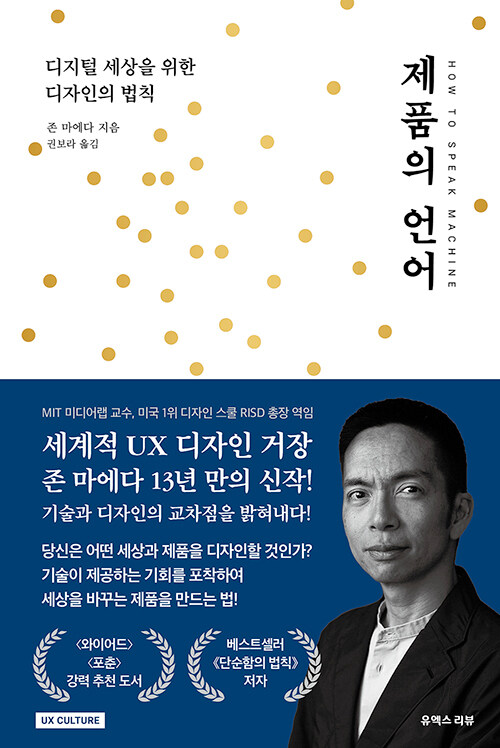 디지털 세상을 위한
디자인의 법칙
존 마에다 지음
권보라 옮김
제품의 언어
HOW TO SPEAK MACHINE
MIT 미디어랩 교수, 미국 1위 디자인 스쿨 RISD 총장 역임
세계적 UX 디자인 거장
존 마에다 13년 만의 신작!
기술과 디자인의 교차점을 밝혀내다!
당신은 어떤 세상과 제품을 디자인할 것인가?
기술이 제공하는 기회를 포착하여
세상을 바꾸는 제품을 만드는 법!
〈와이어드〉
〈포춘〉
강력 추천 도서
베스트셀러
《단순함의 법칙》
저자
UX CULTURE
유엑스 리뷰